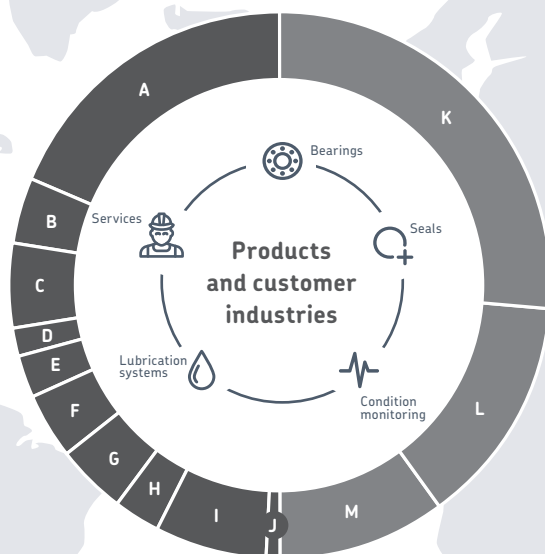 A
K
Bearings
B
Services
Seals
C
Products
and customer
industries
D
E
Lubrication
systems
F
Condition
monitoring
L
G
H
I
J
M